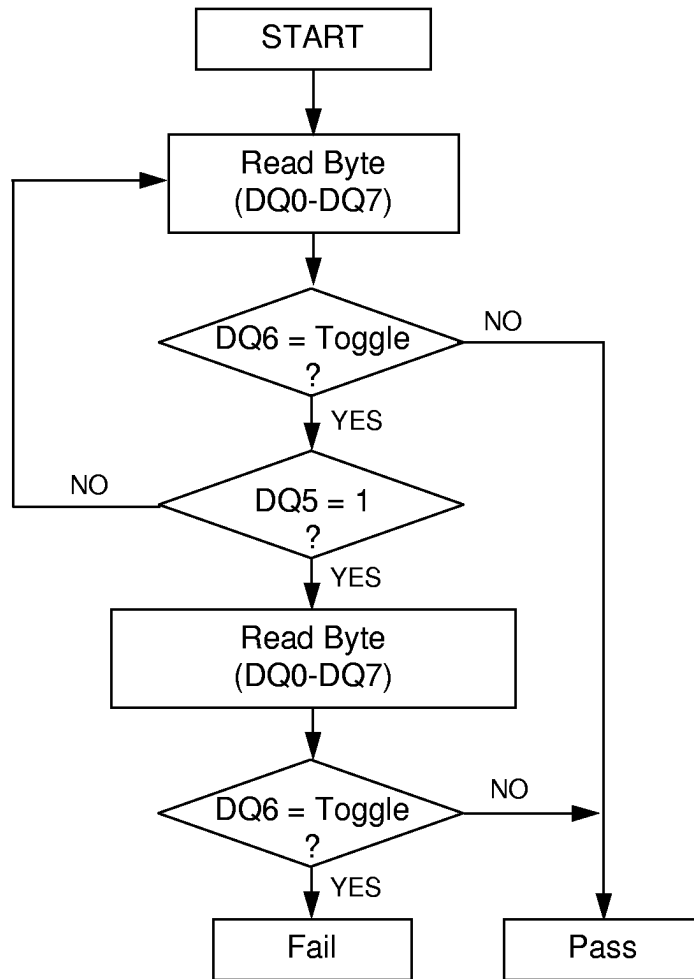 START
Read Byte
(DQ0-DQ7)
DQ6 = Toggle
?
NO
YES
DQ5 = 1
?
NO
YES
Read Byte
(DQ0-DQ7)
DQ6 = Toggle
?
NO
YES
Fail
Pass